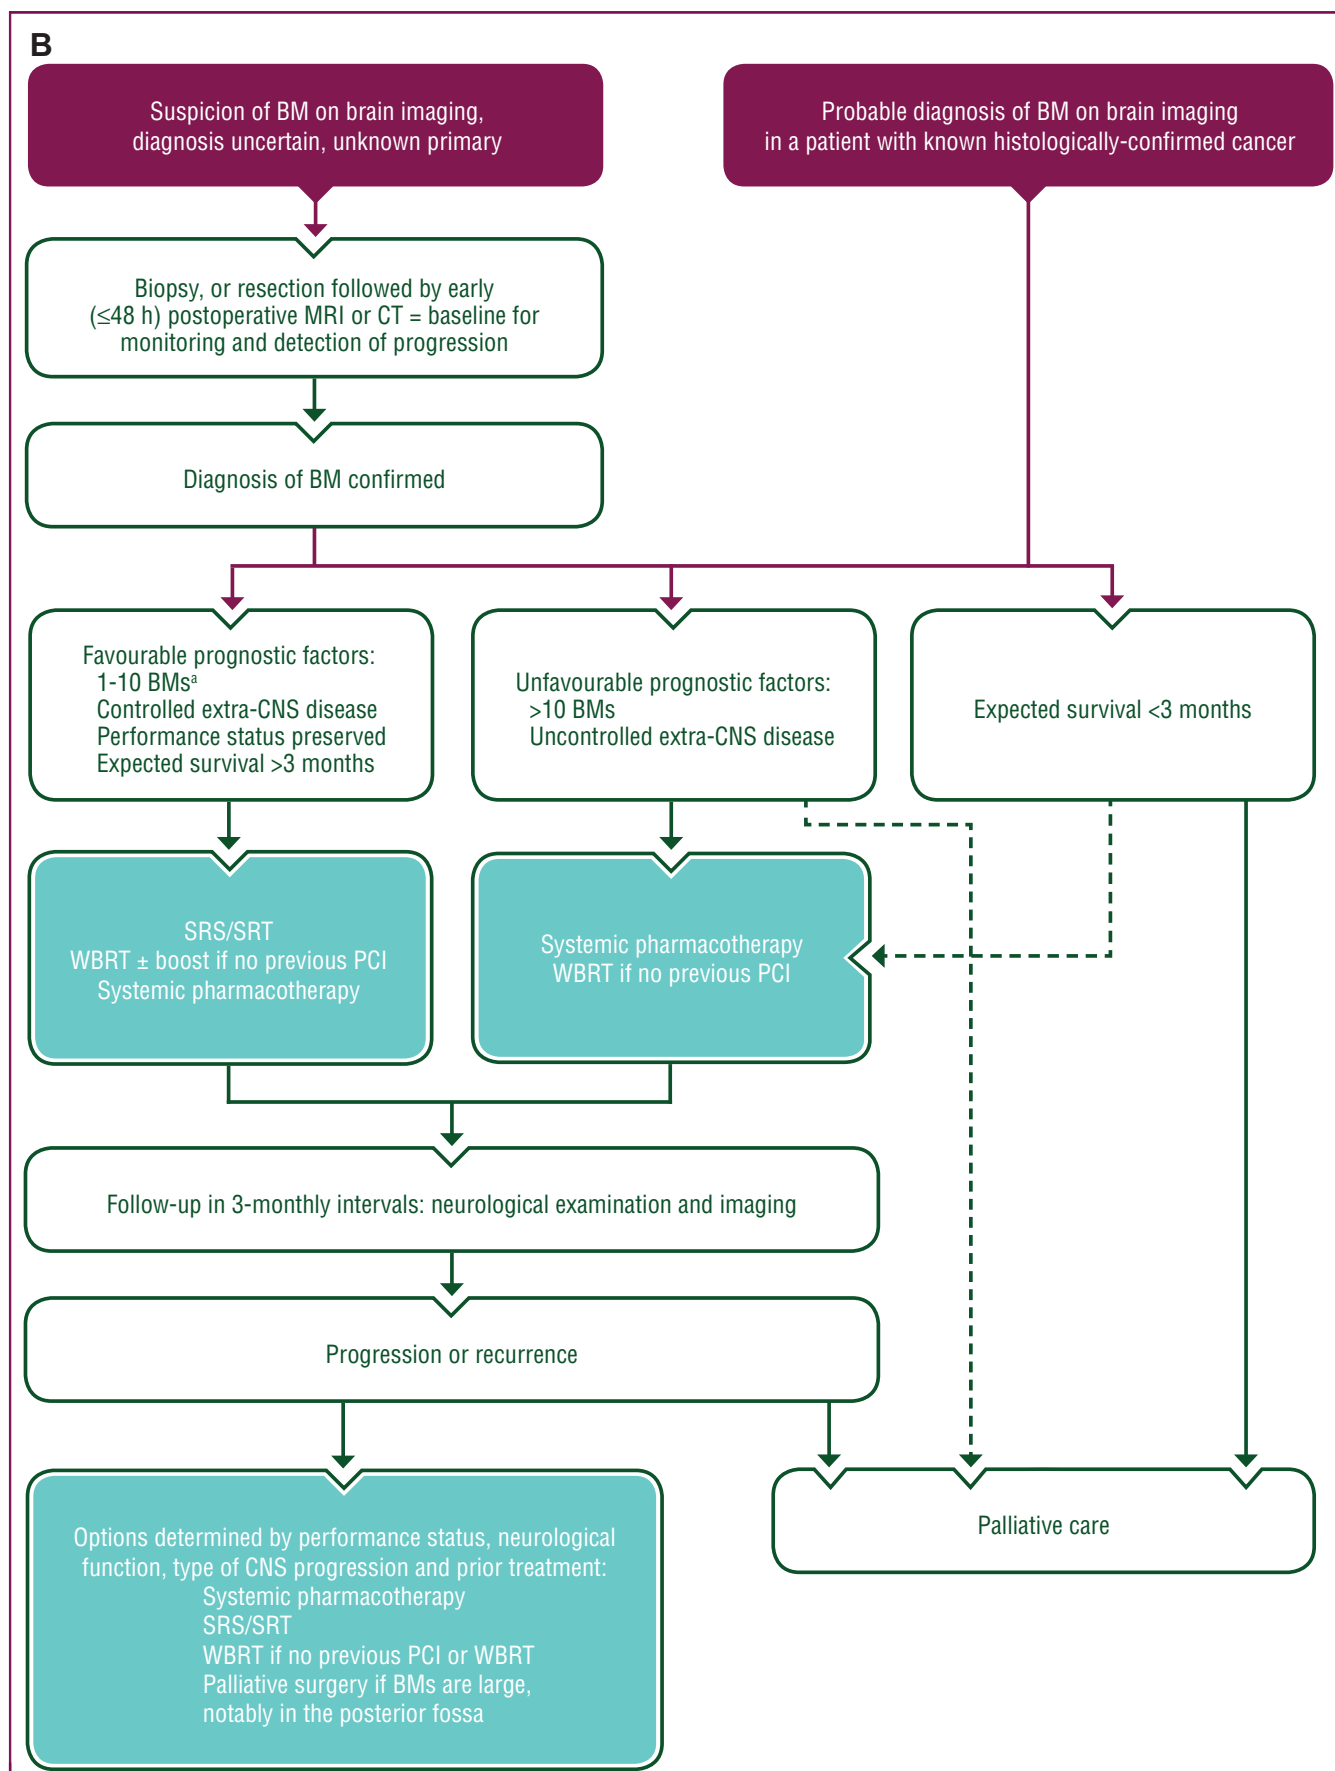 B
Suspicion of BM on brain imaging,
diagnosis uncertain, unknown primary
Probable diagnosis of BM on brain imaging
in a patient with known histologically-confirmed cancer
Biopsy, or resection followed by early
(≤48 h) postoperative MRI or CT = baseline for
monitoring and detection of progression
Diagnosis of BM confirmed
Favourable prognostic factors:
1-10 BMsᵃ
Controlled extra-CNS disease
Performance status preserved
Expected survival >3 months
Unfavourable prognostic factors:
>10 BMs
Uncontrolled extra-CNS disease
Expected survival <3 months
SRS/SRT
WBRT ± boost if no previous PCI
Systemic pharmacotherapy
Systemic pharmacotherapy
WBRT if no previous PCI
Follow-up in 3-monthly intervals: neurological examination and imaging
Progression or recurrence
Options determined by performance status, neurological
function, type of CNS progression and prior treatment:
Systemic pharmacotherapy
SRS/SRT
WBRT if no previous PCI or WBRT
Palliative surgery if BMs are large,
notably in the posterior fossa
Palliative care